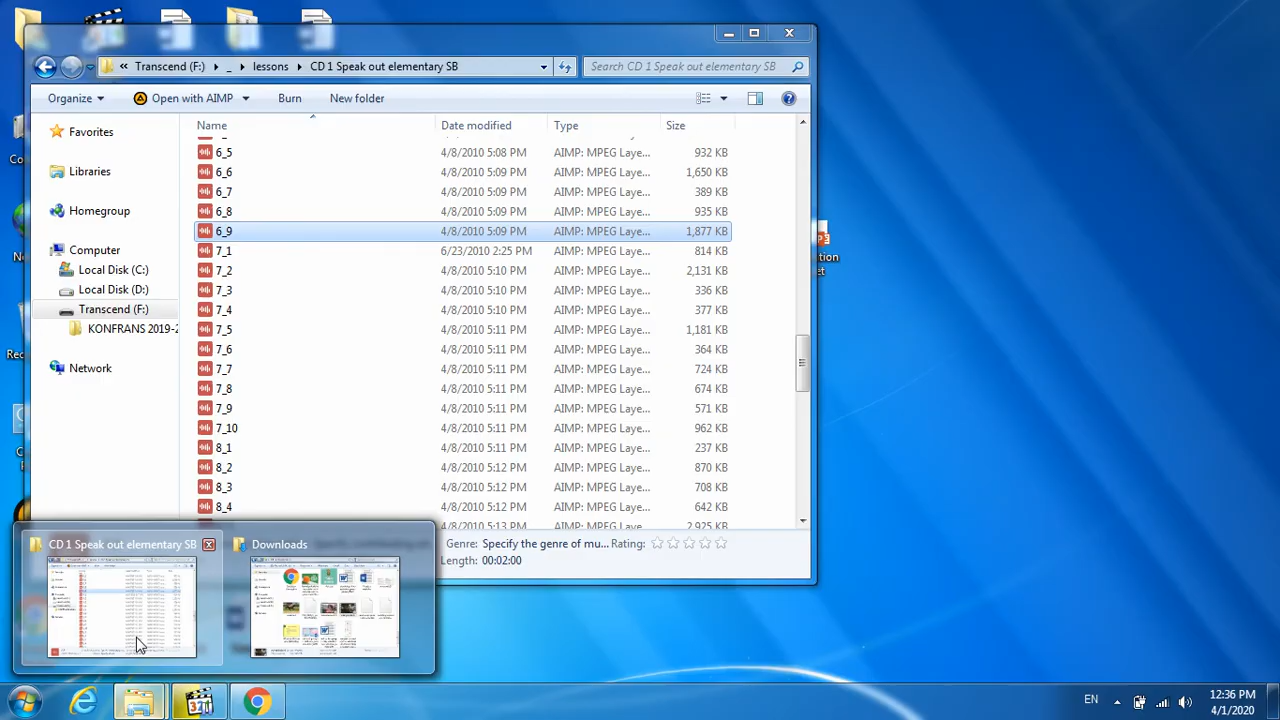 « Transcend (F:) _ lessons CD 1 Speak out elementary SB
Search CD 1 Speak out elementary SB
Organize Open with AIMP Burn New folder
Name Date modified Type Size
Favorites
Libraries
Homegroup
Computer
Local Disk (C:)
Local Disk (D:)
Transcend (F:)
KONFRANS 2019-2
Network
6_5 4/8/2010 5:08 PM AIMP: MPEG Laye... 932 KB
6_6 4/8/2010 5:09 PM AIMP: MPEG Laye... 1,650 KB
6_7 4/8/2010 5:09 PM AIMP: MPEG Laye... 389 KB
6_8 4/8/2010 5:09 PM AIMP: MPEG Laye... 935 KB
6_9 4/8/2010 5:09 PM AIMP: MPEG Laye... 1,877 KB
7_1 6/23/2010 2:25 PM AIMP: MPEG Laye... 814 KB
7_2 4/8/2010 5:10 PM AIMP: MPEG Laye... 2,131 KB
7_3 4/8/2010 5:10 PM AIMP: MPEG Laye... 336 KB
7_4 4/8/2010 5:10 PM AIMP: MPEG Laye... 377 KB
7_5 4/8/2010 5:11 PM AIMP: MPEG Laye... 1,181 KB
7_6 4/8/2010 5:11 PM AIMP: MPEG Laye... 364 KB
7_7 4/8/2010 5:11 PM AIMP: MPEG Laye... 724 KB
7_8 4/8/2010 5:11 PM AIMP: MPEG Laye... 674 KB
7_9 4/8/2010 5:11 PM AIMP: MPEG Laye... 571 KB
7_10 4/8/2010 5:11 PM AIMP: MPEG Laye... 962 KB
8_1 4/8/2010 5:12 PM AIMP: MPEG Laye... 237 KB
8_2 4/8/2010 5:12 PM AIMP: MPEG Laye... 870 KB
8_3 4/8/2010 5:12 PM AIMP: MPEG Laye... 708 KB
8_4 4/8/2010 5:12 PM AIMP: MPEG Laye... 642 KB
4/8/2010 5:13 PM AIMP: MPEG Laye... 2,925 KB
Genre: Specify the genre of mu... Rating:
Length: 00:02:00
CD 1 Speak out elementary SB
Downloads
EN
12:36 PM
4/1/2020